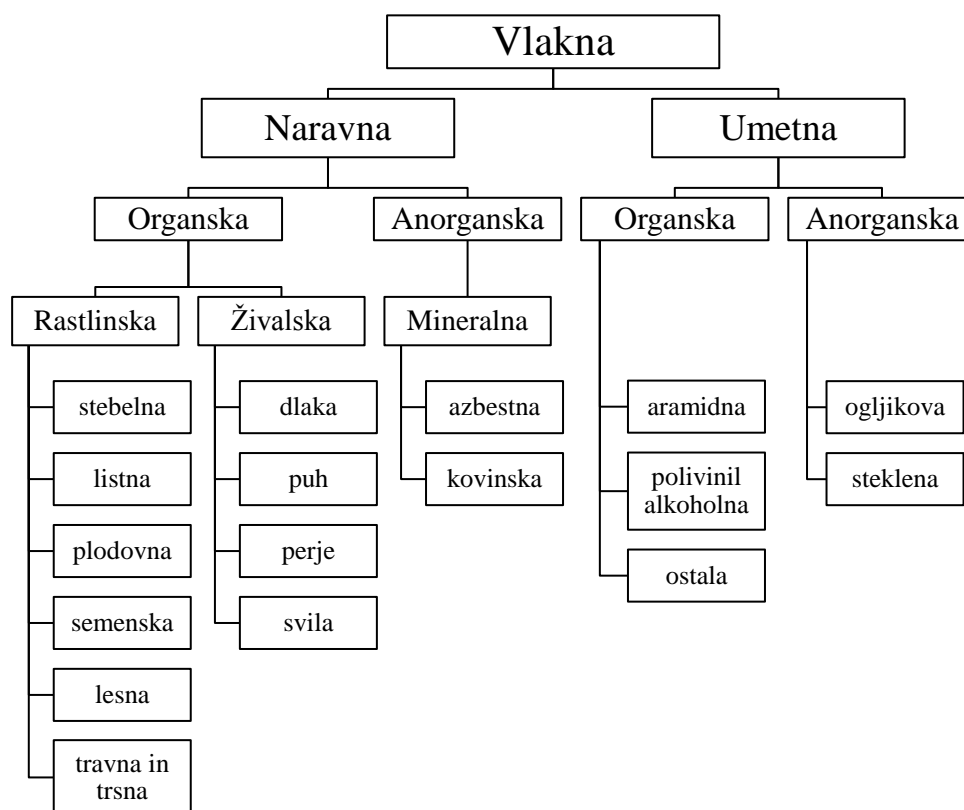 Vlakna
Naravna
Umetna
Organska
Anorganska
Organska
Anorganska
Rastlinska
Živalska
Mineralna
stebelna
dlaka
azbestna
aramidna
ogljikova
listna
puh
kovinska
polivinil
alkoholna
steklena
plodovna
perje
ostala
semenska
svila
lesna
travna in
trsna